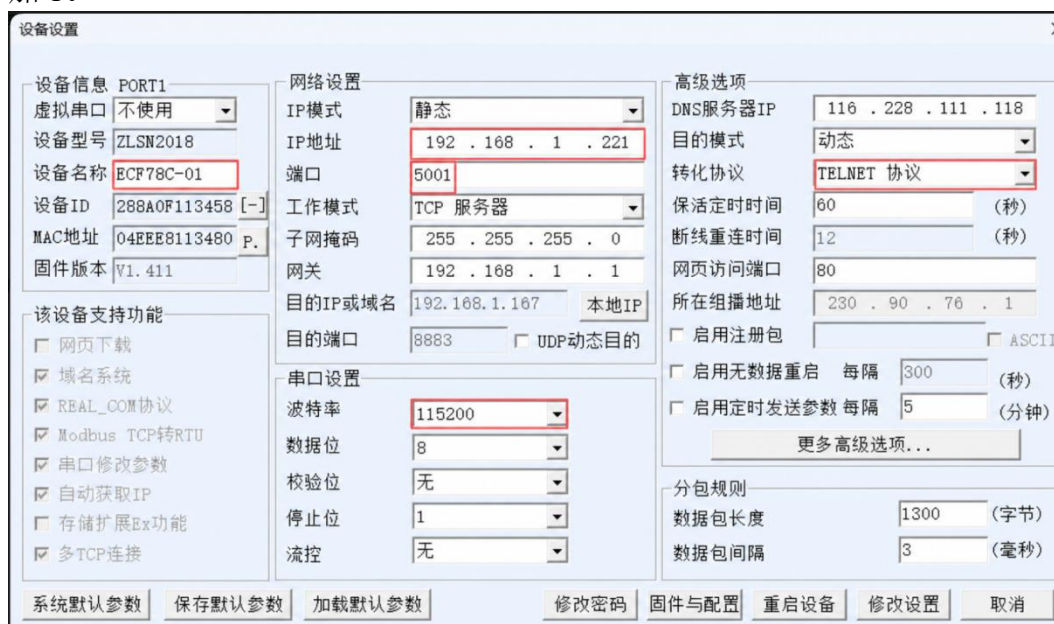 设备设置
设备信息 PORT1
虚拟串口 不使用
设备型号 ZLSN2018
设备名称 ECF78C-01
设备ID 288A0F113458 [-]
MAC地址 04EEE8113480 P.
固件版本 V1.411
该设备支持功能
网页下载
域名系统
REAL_COM协议
Modbus TCP转RTU
串口修改参数
自动获取IP
存储扩展Ex功能
多TCP连接
网络设置
IP模式 静态
IP地址 192 . 168 . 1 . 221
端口 5001
工作模式 TCP 服务器
子网掩码 255 . 255 . 255 . 0
网关 192 . 168 . 1 . 1
目的IP或域名 192.168.1.167 本地IP
目的端口 8883 UDP动态目的
串口设置
波特率 115200
数据位 8
校验位 无
停止位 1
流控 无
高级选项
DNS服务器IP 116 . 228 . 111 . 118
目的模式 动态
转化协议 TELNET 协议
保活定时时间 60 (秒)
断线重连时间 12 (秒)
网页访问端口 80
所在组播地址 230 . 90 . 76 . 1
启用注册包 ASCII
启用无数据重启 每隔 300 (秒)
启用定时发送参数 每隔 5 (分钟)
更多高级选项...
分包规则
数据包长度 1300 (字节)
数据包间隔 3 (毫秒)
系统默认参数 保存默认参数 加载默认参数 修改密码 固件与配置 重启设备 修改设置 取消